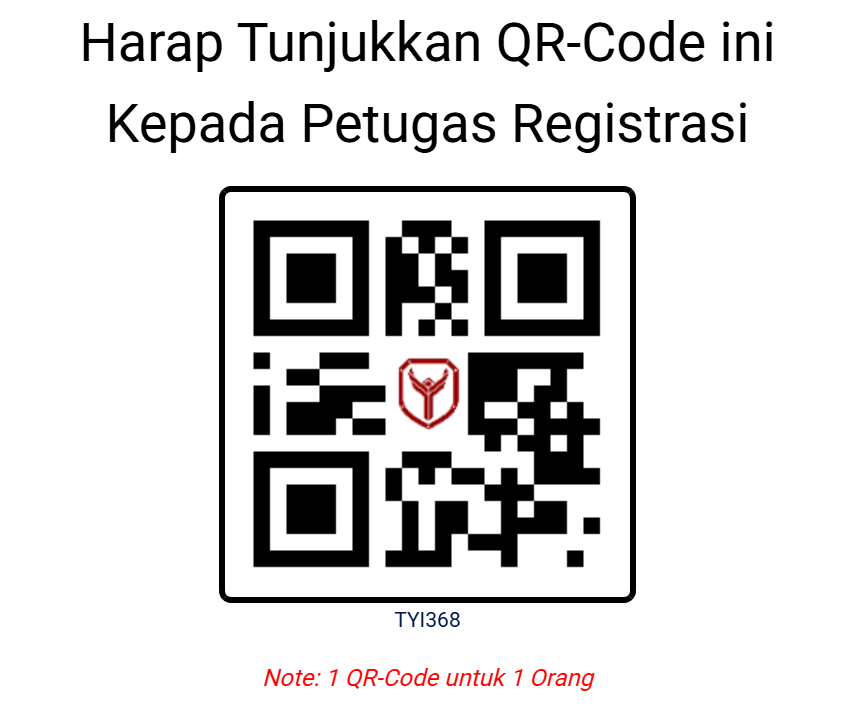 Harap Tunjukkan QR-Code ini
Kepada Petugas Registrasi
TYI368
Note: 1 QR-Code untuk 1 Orang